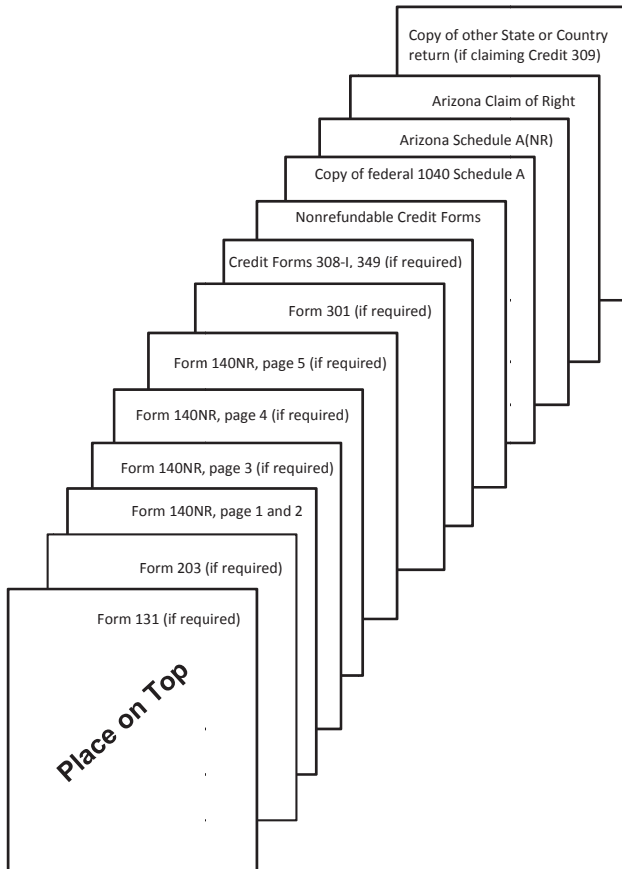 Copy of other State or Country
return (if claiming Credit 309)
Arizona Claim of Right
Arizona Schedule A(NR)
Copy of federal 1040 Schedule A
Nonrefundable Credit Forms
Credit Forms 308-I, 349 (if required)
Form 301 (if required)
Form 140NR, page 5 (if required)
Form 140NR, page 4 (if required)
Form 140NR, page 3 (if required)
Form 140NR, page 1 and 2
Form 203 (if required)
Form 131 (if required)
Place on Top